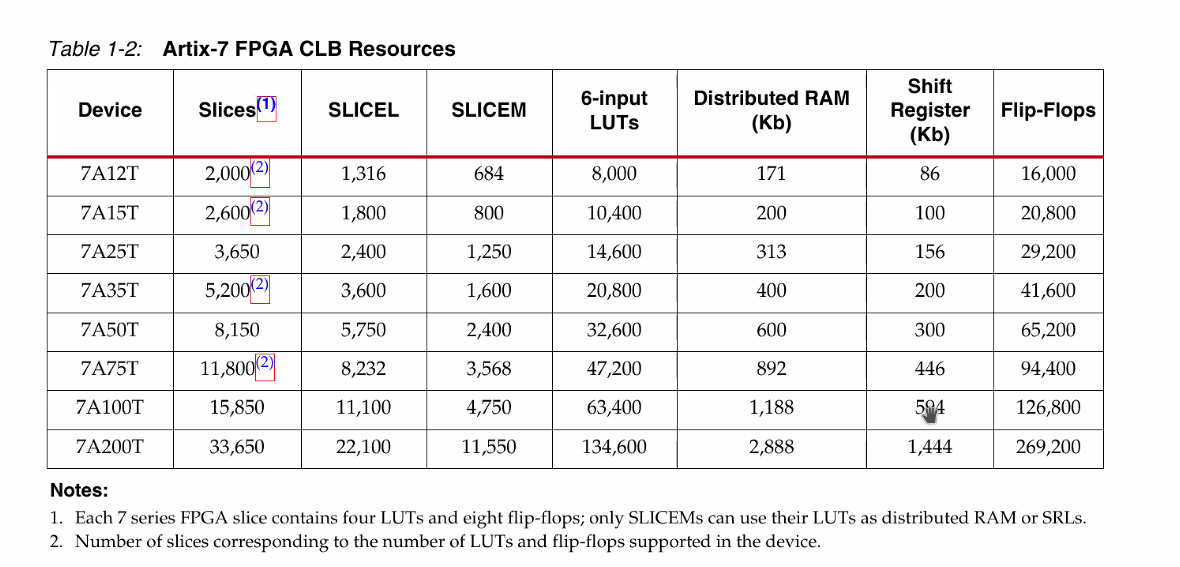 Table 1-2: Artix-7 FPGA CLB Resources
Device Slices(1) SLICEL SLICEM 6-input LUTs Distributed RAM (Kb) Shift Register (Kb) Flip-Flops
7A12T 2,000(2) 1,316 684 8,000 171 86 16,000
7A15T 2,600(2) 1,800 800 10,400 200 100 20,800
7A25T 3,650 2,400 1,250 14,600 313 156 29,200
7A35T 5,200(2) 3,600 1,600 20,800 400 200 41,600
7A50T 8,150 5,750 2,400 32,600 600 300 65,200
7A75T 11,800(2) 8,232 3,568 47,200 892 446 94,400
7A100T 15,850 11,100 4,750 63,400 1,188 594 126,800
7A200T 33,650 22,100 11,550 134,600 2,888 1,444 269,200
Notes:
1. Each 7 series FPGA slice contains four LUTs and eight flip-flops; only SLICEMs can use their LUTs as distributed RAM or SRLs.
2. Number of slices corresponding to the number of LUTs and flip-flops supported in the device.